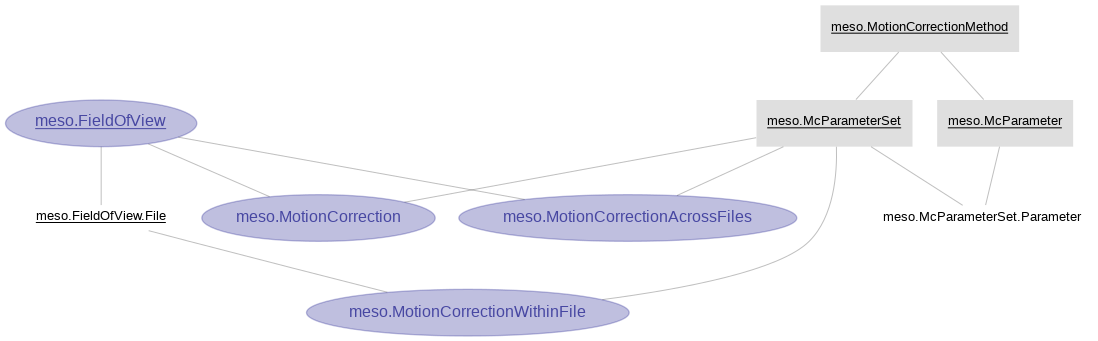 meso.MotionCorrectionMethod
meso.FieldOfView
meso.McParameterSet
meso.McParameter
meso.FieldOfView.File
meso.MotionCorrection
meso.MotionCorrectionAcrossFiles
meso.McParameterSet.Parameter
meso.MotionCorrectionWithinFile